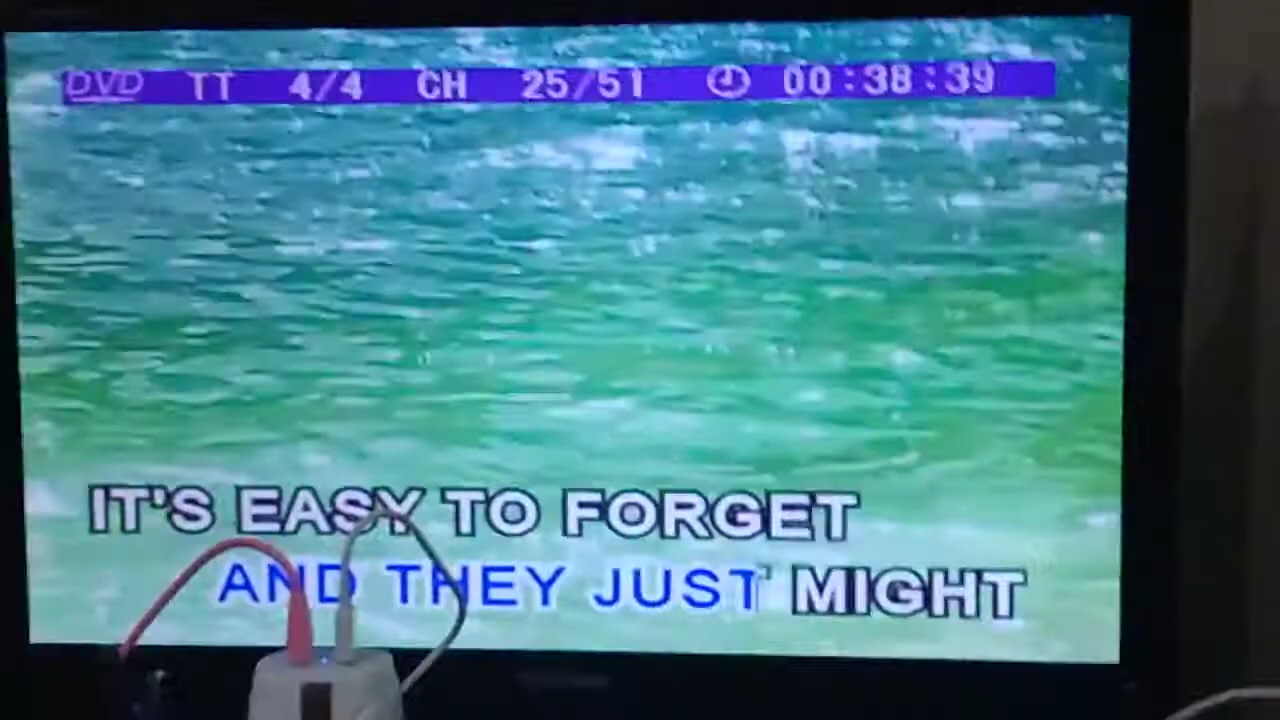 DVD TT 4/4 CH 25/51 00:38:39
IT'S EASY TO FORGET
AND THEY JUST MIGHT